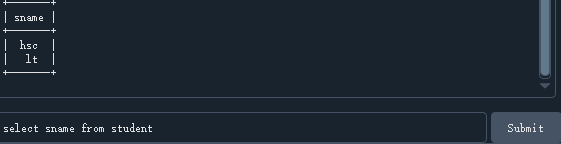 +-------+
| sname |
+-------+
| hsc |
| lt |
+-------+
select sname from student
Submit